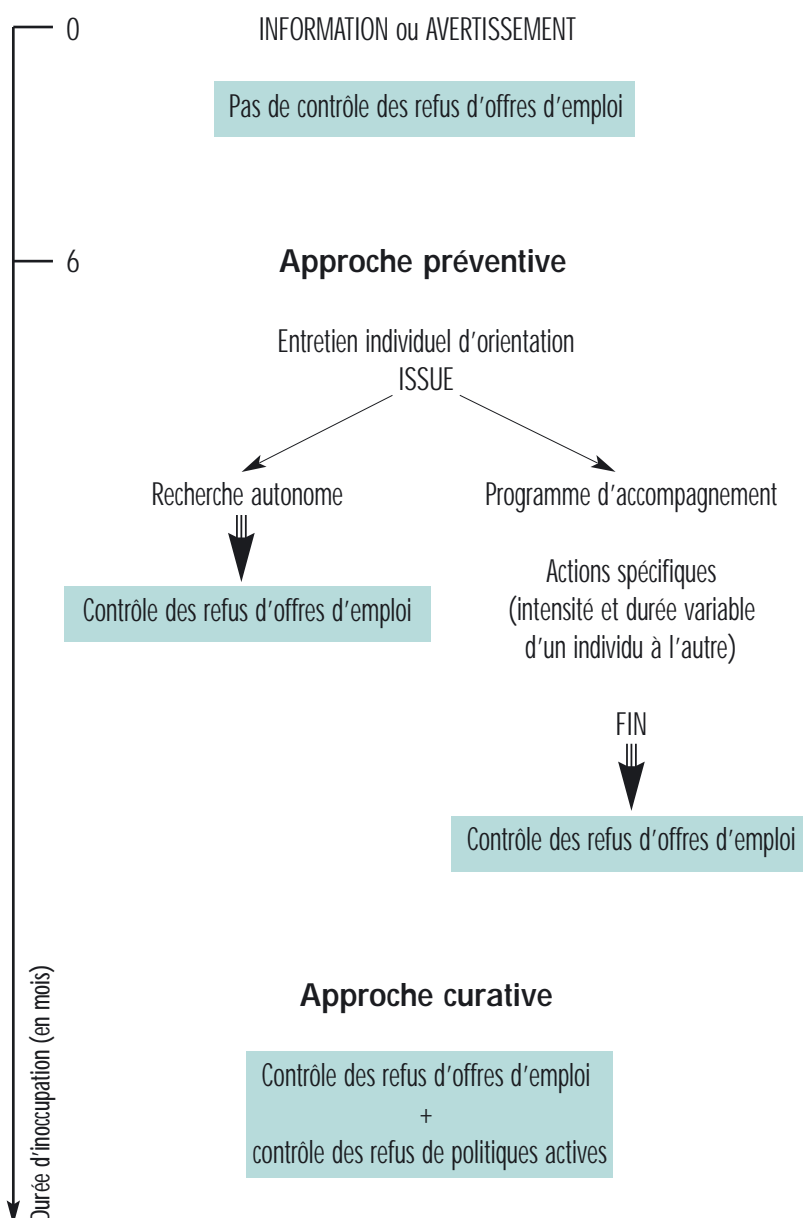 0
INFORMATION ou AVERTISSEMENT
Pas de contrôle des refus d'offres d'emploi
6
Approche préventive
Entretien individuel d'orientation
ISSUE
Recherche autonome
Programme d'accompagnement
Contrôle des refus d'offres d'emploi
Actions spécifiques
(intensité et durée variable
d'un individu à l'autre)
FIN
Contrôle des refus d'offres d'emploi
Approche curative
Contrôle des refus d'offres d'emploi
+
contrôle des refus de politiques actives
Durée d'inoccupation (en mois)